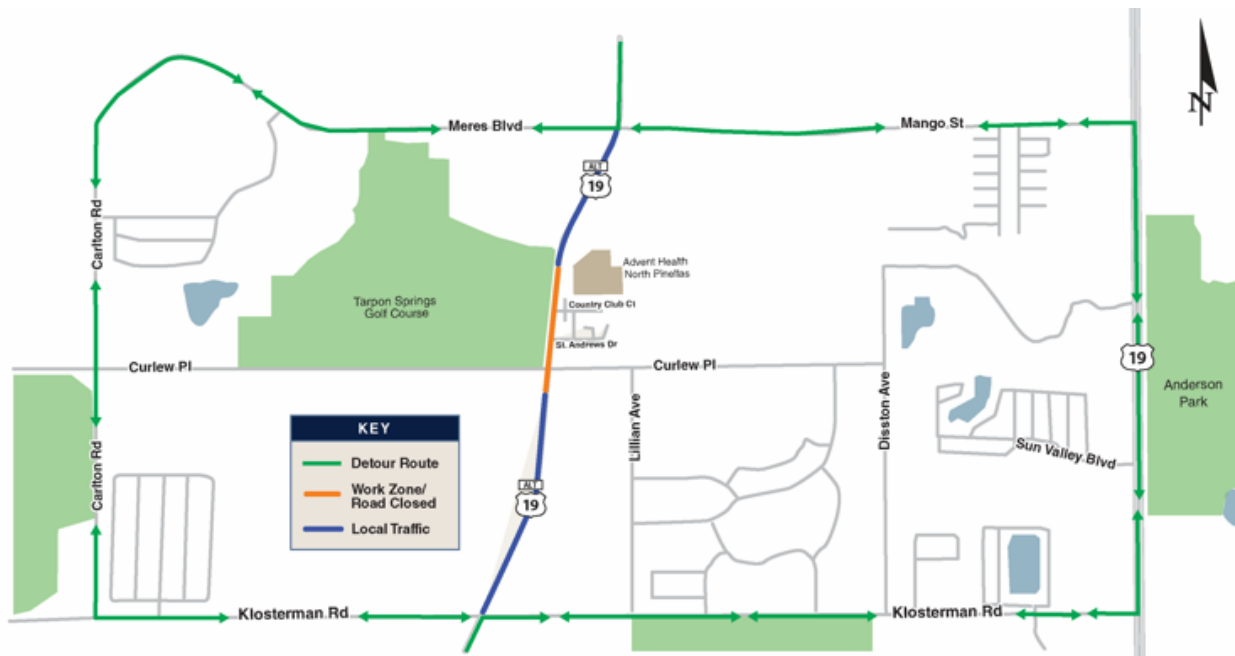 N
Meres Blvd
Mango St
ALT
19
Carlton Rd
Advent Health
North Pinellas
Tarpon Springs
Golf Course
Country Club Ct
St. Andrews Dr
Curlew Pl
Curlew Pl
19
Anderson
Park
Carlton Rd
KEY
Detour Route
Work Zone/
Road Closed
Local Traffic
Lillian Ave
Disston Ave
Sun Valley Blvd
ALT
19
Klosterman Rd
Klosterman Rd